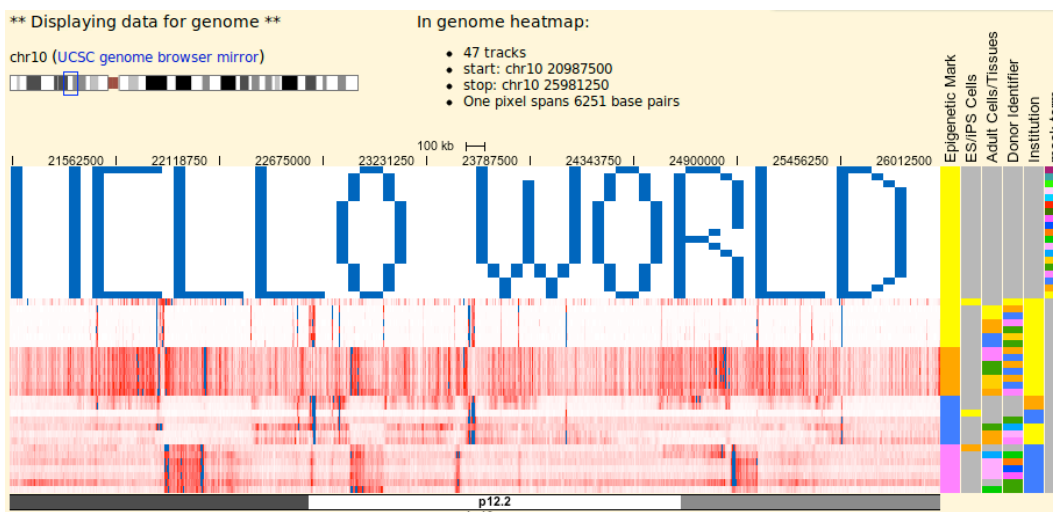 ** Displaying data for genome **
chr10 (UCSC genome browser mirror)
In genome heatmap:
• 47 tracks
• start: chr10 20987500
• stop: chr10 25981250
• One pixel spans 6251 base pairs
100 kb
21562500 22118750 22675000 23231250 23787500 24343750 24900000 25456250 26012500
Epigenetic Mark
ES/iPS Cells
Adult Cells/Tissues
Donor Identifier
Institution
HELLO WORLD
p12.2